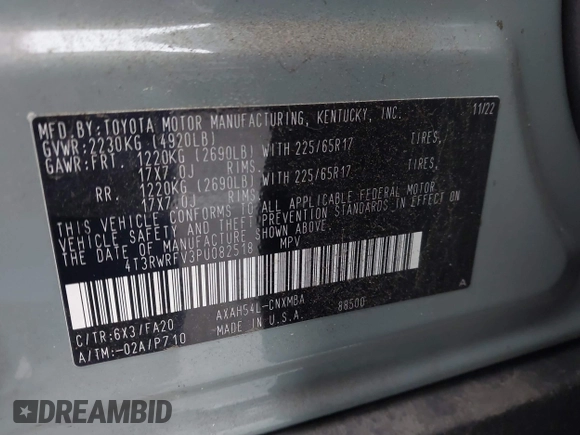 MFD.BY:TOYOTA MOTOR MANUFACTURING, KENTUCKY, INC. 11/22
GVWR:2230KG (4920LB)
GAWR:FRT. 1220KG (2690LB) WITH 225/65R17 TIRES,
17X7.0J RIMS,
RR. 1220KG (2690LB) WITH 225/65R17 TIRES,
17X7.0J RIMS,
THIS VEHICLE CONFORMS TO ALL APPLICABLE FEDERAL MOTOR
VEHICLE SAFETY AND THEFT PREVENTION STANDARDS IN EFFECT ON
THE DATE OF MANUFACTURE SHOWN ABOVE.
4T3RWRFV3PU082518 MPV
C/TR:6X3/FA20 AXAH54L-CNXMBA 88500 A
A/TM:-02A/P710 MADE IN U.S.A.
DREAMBID